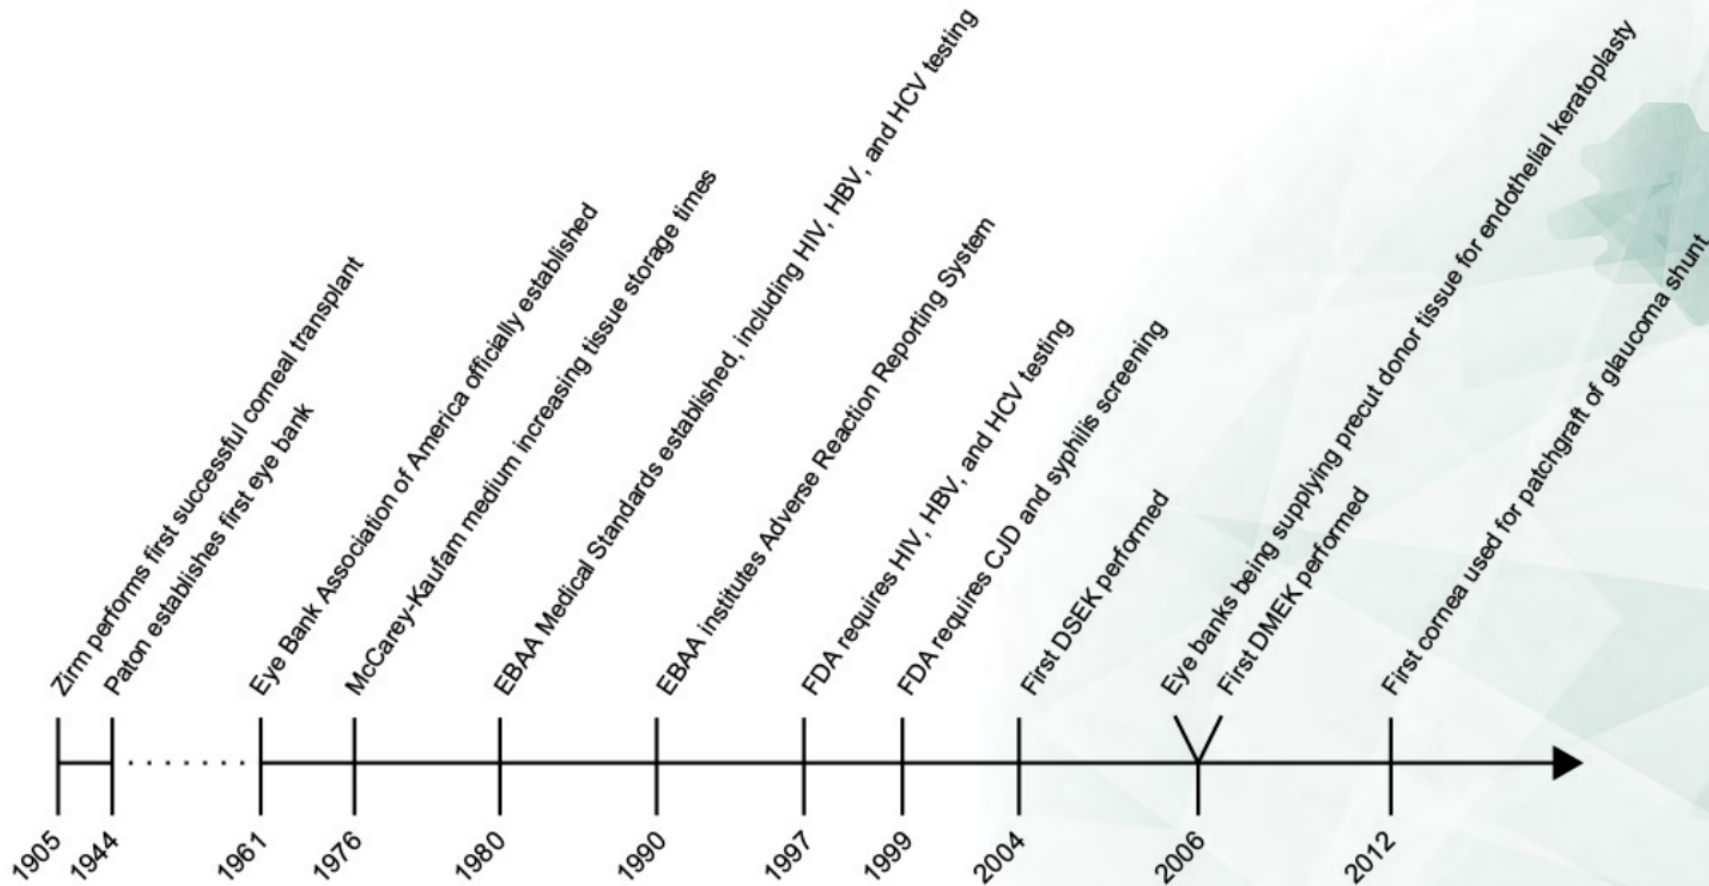 Zirm performs first successful corneal transplant
Paton establishes first eye bank
Eye Bank Association of America officially established
McCarey-Kaufam medium increasing tissue storage times
EBAA Medical Standards established, including HIV, HBV, and HCV testing
EBAA institutes Adverse Reaction Reporting System
FDA requires HIV, HBV, and HCV testing
FDA requires CJD and syphilis screening
First DSEK performed
Eye banks being supplying precut donor tissue for endothelial keratoplasty
First DMEK performed
First cornea used for patchgraft of glaucoma shunt
1905
1944
1961
1976
1980
1990
1997
1999
2004
2006
2012